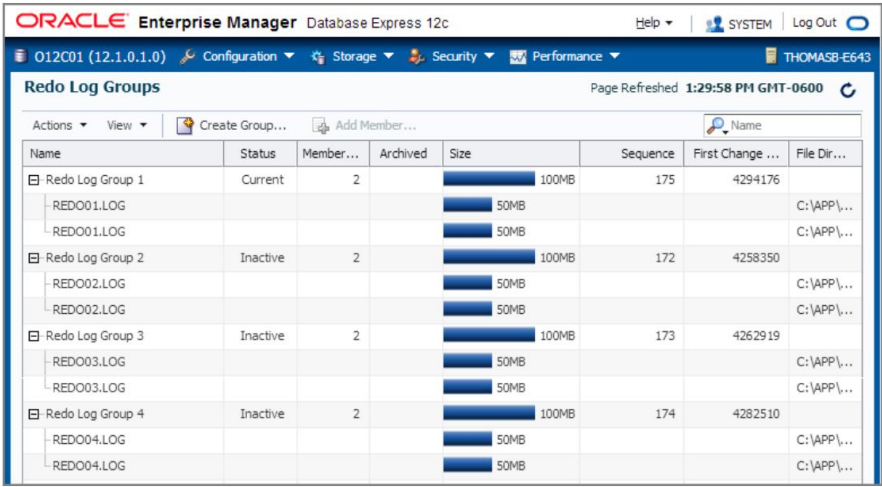 ORACLE Enterprise Manager Database Express 12c Help SYSTEM Log Out
O12C01 (12.1.0.1.0) Configuration Storage Security Performance THOMASB-E643
Redo Log Groups Page Refreshed 1:29:58 PM GMT-0600
Actions View Create Group... Add Member... Name
Name Status Member... Archived Size Sequence First Change ... File Dir...
Redo Log Group 1 Current 2 100MB 175 4294176
REDO01.LOG 50MB C:\APP\...
REDO01.LOG 50MB C:\APP\...
Redo Log Group 2 Inactive 2 100MB 172 4258350
REDO02.LOG 50MB C:\APP\...
REDO02.LOG 50MB C:\APP\...
Redo Log Group 3 Inactive 2 100MB 173 4262919
REDO03.LOG 50MB C:\APP\...
REDO03.LOG 50MB C:\APP\...
Redo Log Group 4 Inactive 2 100MB 174 4282510
REDO04.LOG 50MB C:\APP\...
REDO04.LOG 50MB C:\APP\...